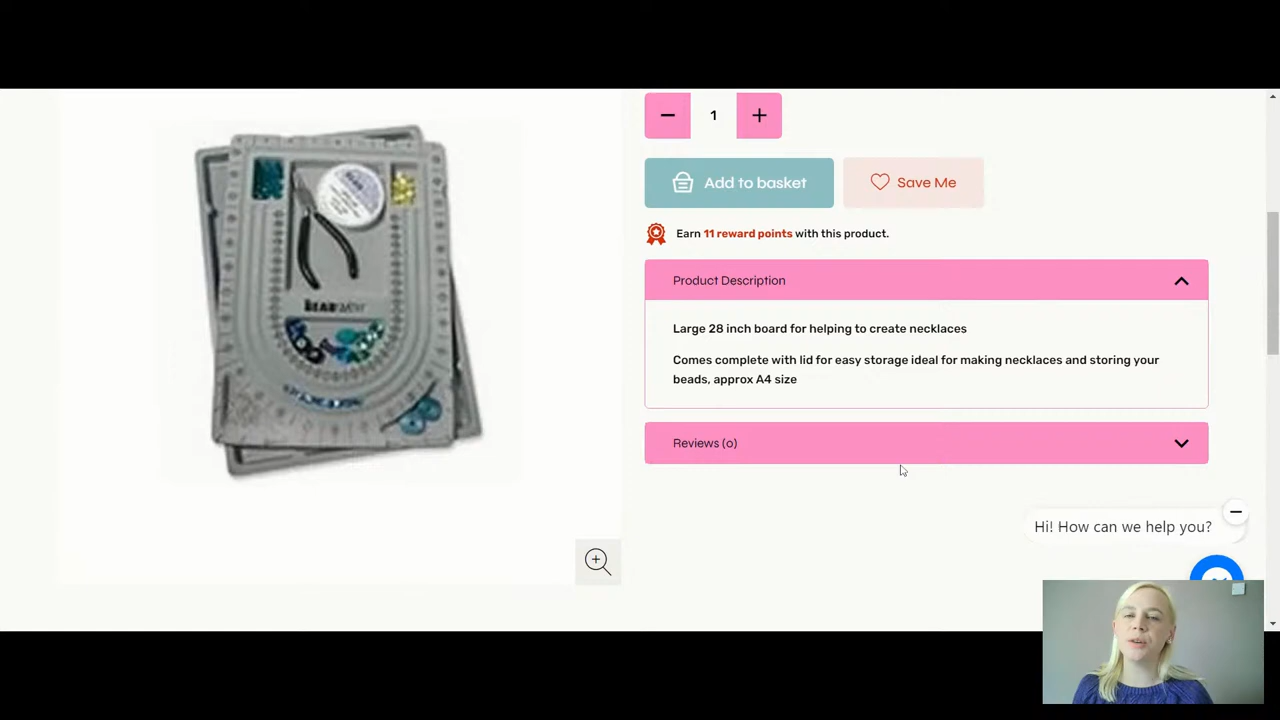 1
Add to basket
Save Me
Earn 11 reward points with this product.
Product Description
Large 28 inch board for helping to create necklaces
Comes complete with lid for easy storage ideal for making necklaces and storing your
beads, approx A4 size
Reviews (0)
Hi! How can we help you?